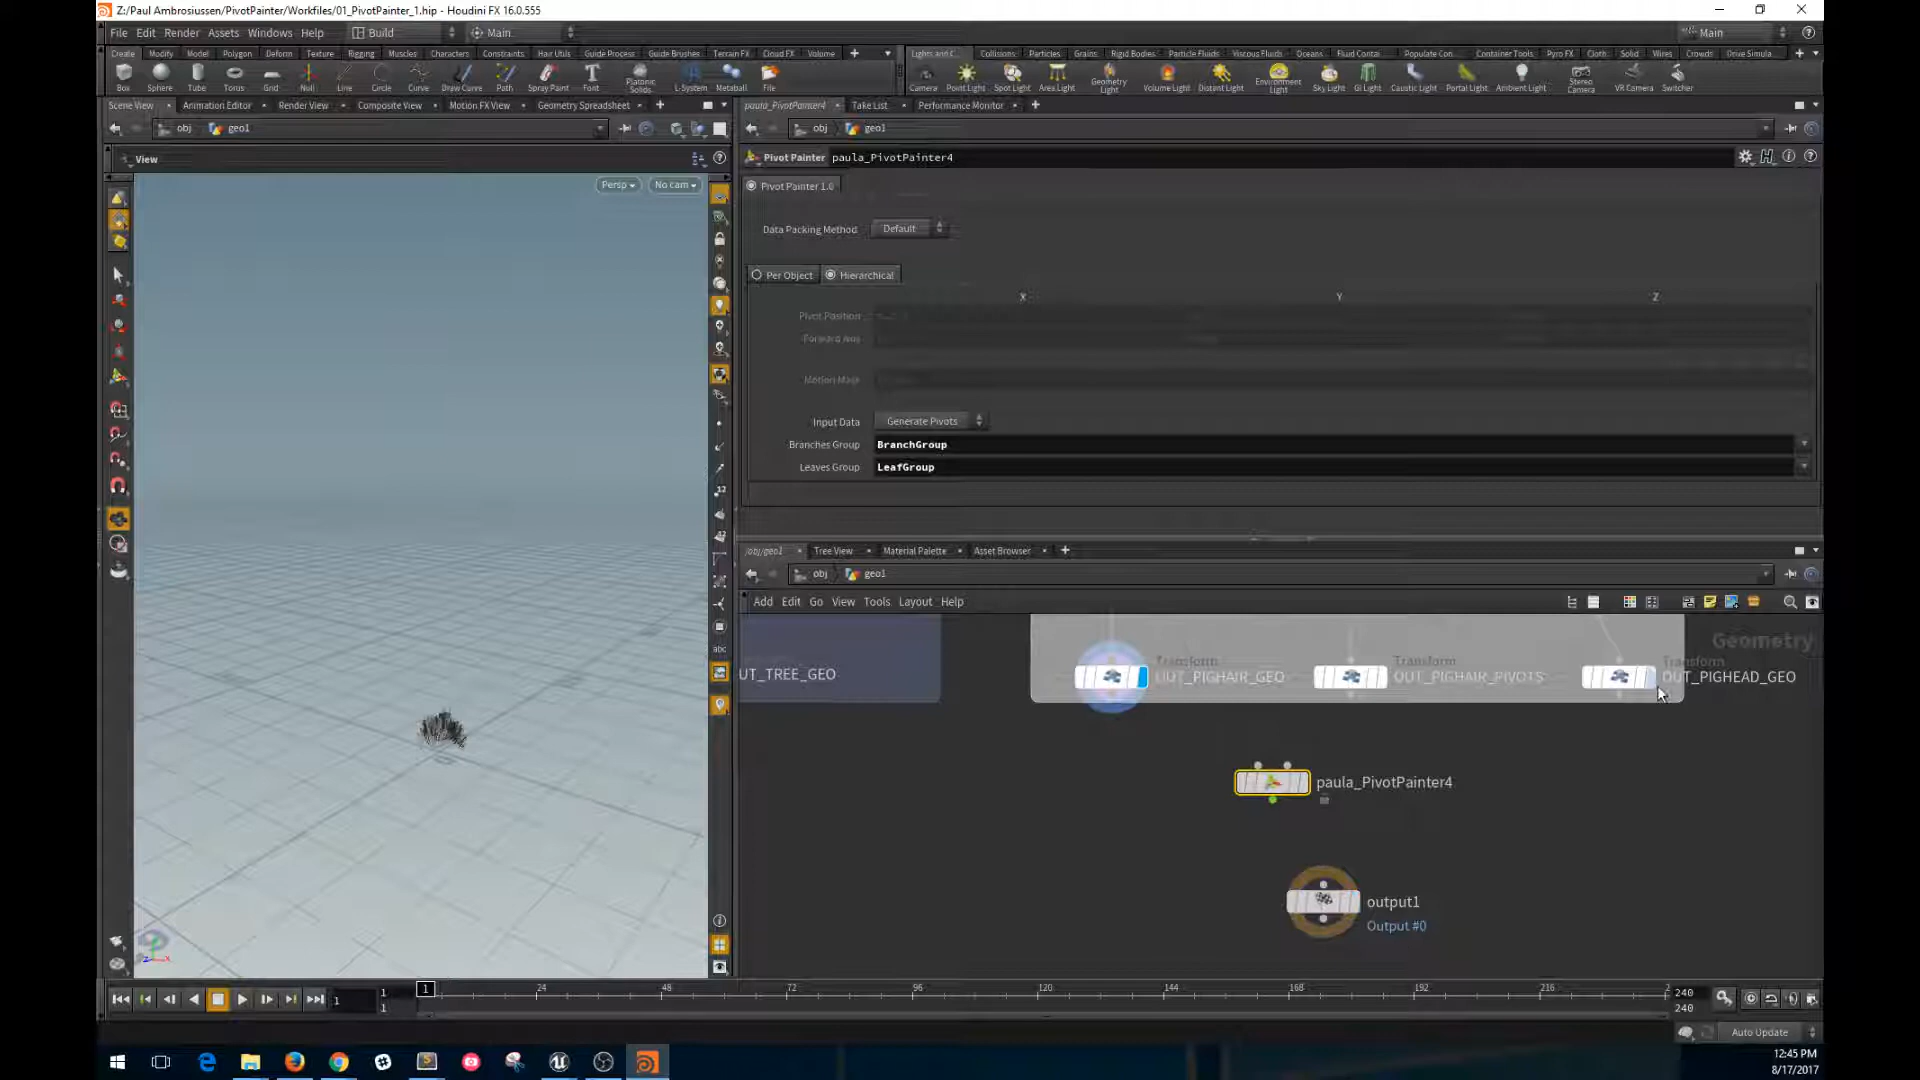 Z:/Paul Ambrosiussen/PivotPainter/Workfiles/01_PivotPainter_1.hip - Houdini FX 16.0.555
File Edit Render Assets Windows Help Build Main Main
Create Modify Model Polygon Deform Texture Rigging Muscles Characters Constraints Hair Utils Guide Process Guide Brushes Terrain FX Cloud FX Volume
Lights and C... Collisions Particles Grains Rigid Bodies Particle Fluids Viscous Fluids Oceans Fluid Contai... Populate Con... Container Tools Pyro FX Cloth Solid Wires Crowds Drive Simula...
Box Sphere Tube Torus Grid Null Line Circle Curve Draw Curve Path Spray Paint Font Platonic Solids L-System Metaball File
Camera Point Light Spot Light Area Light Geometry Light Volume Light Distant Light Environment Light Sky Light GI Light Caustic Light Portal Light Ambient Light Stereo Camera VR Camera Switcher
Scene View Animation Editor Render View Composite View Motion FX View Geometry Spreadsheet
paula_PivotPainter4 Take List Performance Monitor
obj geo1
obj geo1
View
Pivot Painter paula_PivotPainter4
Persp No cam
Pivot Painter 1.0
Data Packing Method Default
Per Object Hierarchical
X Y Z
Pivot Position
Forward Axis
Motion Mask
Input Data Generate Pivots
Branches Group BranchGroup
Leaves Group LeafGroup
/obj/geo1 Tree View Material Palette Asset Browser
obj geo1
Add Edit Go View Tools Layout Help
Geometry
Transform Transform Transform
UT_TREE_GEO OUT_PIGHAIR_GEO OUT_PIGHAIR_PIVOTS OUT_PIGHEAD_GEO
paula_PivotPainter4
output1
Output #0
12
abc
z x
1 1 1 1 24 48 72 96 120 144 168 192 216 2 240 240
Auto Update
12:45 PM
8/17/2017